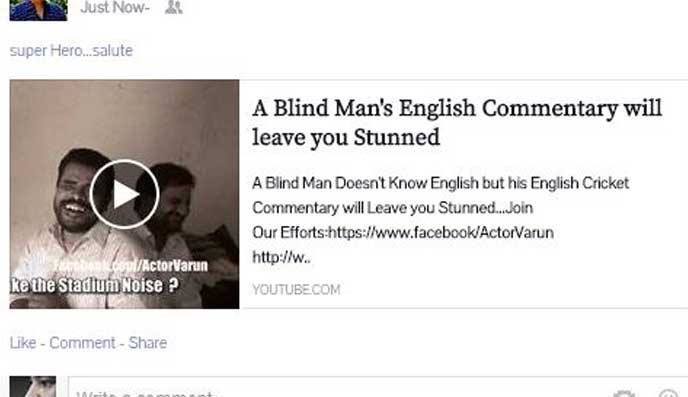 Just Now-
super Hero...salute
A Blind Man's English Commentary will
leave you Stunned
A Blind Man Doesn't Know English but his English Cricket
Commentary will Leave you Stunned...Join
Our Efforts:https://www.facebook/ActorVarun
http://w..
Facebook.com/ActorVarun
ke the Stadium Noise ?
YOUTUBE.COM
Like - Comment - Share
Write a comment